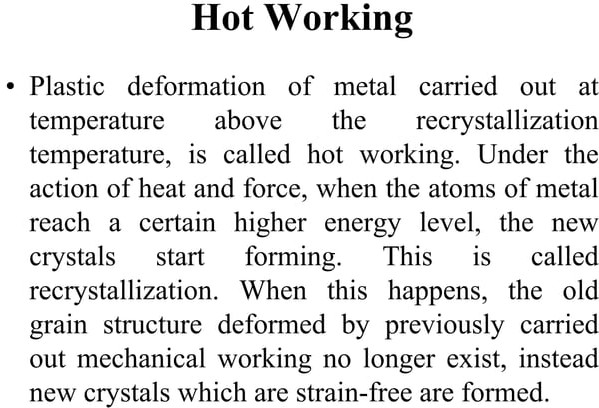 Hot Working
• Plastic deformation of metal carried out at
temperature above the recrystallization
temperature, is called hot working. Under the
action of heat and force, when the atoms of metal
reach a certain higher energy level, the new
crystals start forming. This is called
recrystallization. When this happens, the old
grain structure deformed by previously carried
out mechanical working no longer exist, instead
new crystals which are strain-free are formed.